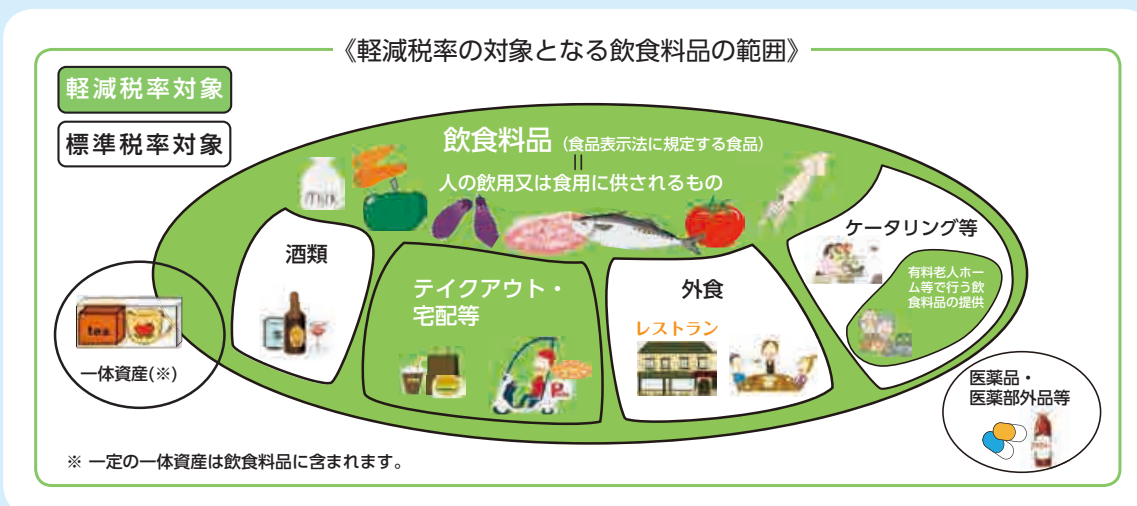 《軽減税率の対象となる飲食料品の範囲》
軽減税率対象
標準税率対象
飲食料品(食品表示法に規定する食品)
=
人の飲用又は食用に供されるもの
milk
酒類
テイクアウト・
宅配等
外食
レストラン
ケータリング等
有料老人ホー
ム等で行う飲
食料品の提供
tea
一体資産(※)
医薬品・
医薬部外品等
※ 一定の一体資産は飲食料品に含まれます。